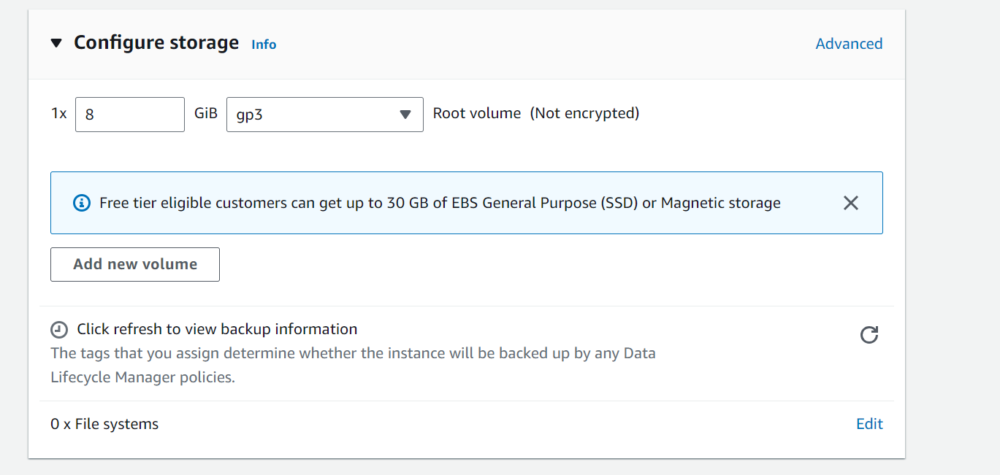 Configure storage Info Advanced
1x 8 GiB gp3 Root volume (Not encrypted)
Free tier eligible customers can get up to 30 GB of EBS General Purpose (SSD) or Magnetic storage
Add new volume
Click refresh to view backup information
The tags that you assign determine whether the instance will be backed up by any Data
Lifecycle Manager policies.
0 x File systems Edit